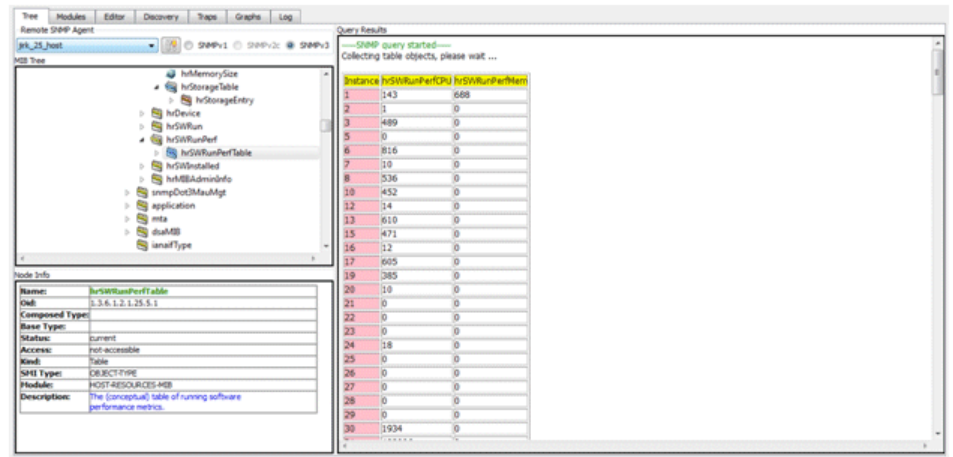 Tree Modules Editor Discovery Traps Graphs Log
Remote SNMP Agent
jrk_25_host SNMPv1 SNMPv2c SNMPv3
MIB Tree
hrMemorySize
hrStorageTable
hrStorageEntry
hrDevice
hrSWRun
hrSWRunPerf
hrSWRunPerfTable
hrSWInstalled
hrMIBAdminInfo
snmpDot3MauMgt
application
mta
dsaMIB
ianaifType
Node Info
Name: hrSWRunPerfTable
Oid: 1.3.6.1.2.1.25.5.1
Composed Type:
Base Type:
Status: current
Access: not-accessible
Kind: Table
SMI Type: OBJECT-TYPE
Module: HOST-RESOURCES-MIB
Description: The (conceptual) table of running software
performance metrics.
Query Results
----SNMP query started----
Collecting table objects, please wait ...
Instance hrSWRunPerfCPU hrSWRunPerfMem
1 143 688
2 1 0
3 489 0
5 0 0
6 816 0
7 10 0
8 536 0
10 452 0
12 14 0
13 610 0
15 471 0
16 12 0
17 605 0
19 385 0
20 10 0
21 0 0
22 0 0
23 0 0
24 18 0
25 0 0
26 0 0
27 0 0
28 0 0
29 0 0
30 1934 0